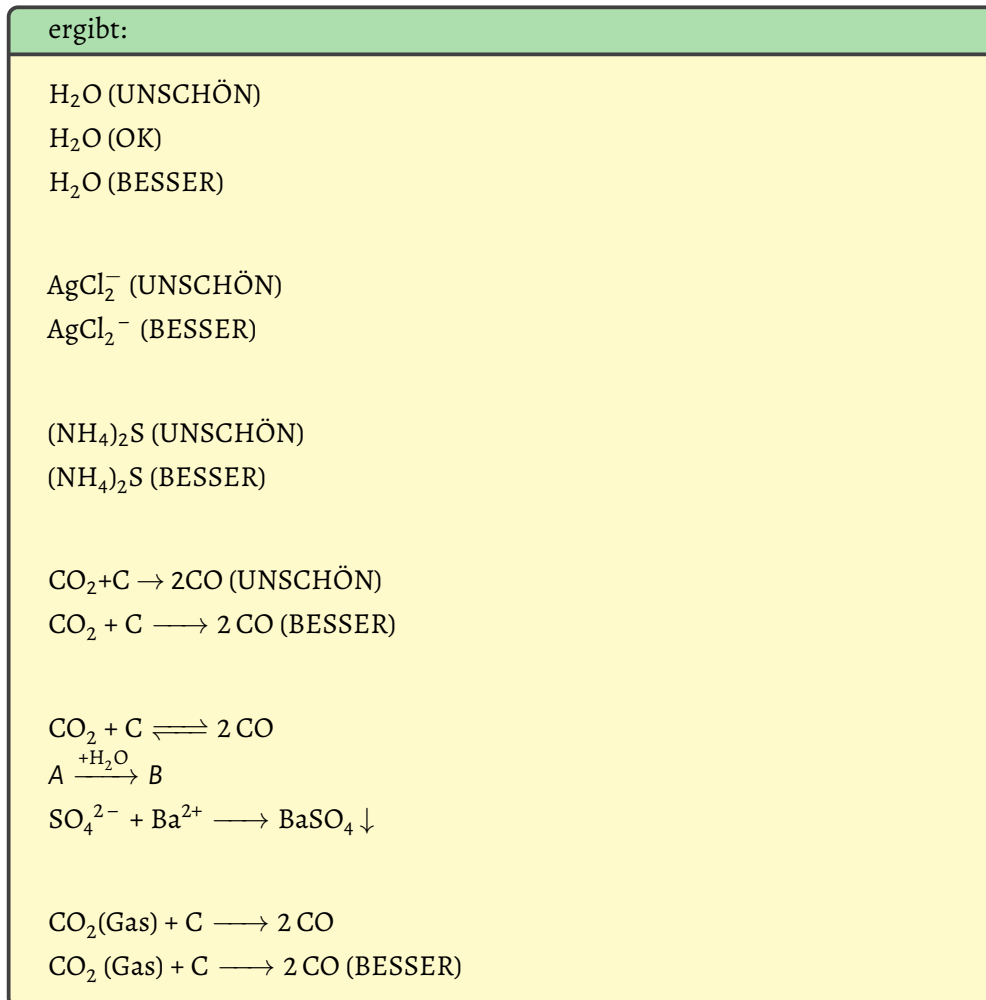 ergibt:
H₂O (UNSCHÖN)
H₂O (OK)
H₂O (BESSER)
AgCl₂⁻ (UNSCHÖN)
AgCl₂⁻ (BESSER)
(NH₄)₂S (UNSCHÖN)
(NH₄)₂S (BESSER)
CO₂+C → 2CO (UNSCHÖN)
CO₂ + C ⟶ 2 CO (BESSER)
CO₂ + C ⇌ 2 CO
+H₂O
A ⟶ B
SO₄²⁻ + Ba²⁺ ⟶ BaSO₄ ↓
CO₂(Gas) + C ⟶ 2 CO
CO₂ (Gas) + C ⟶ 2 CO (BESSER)